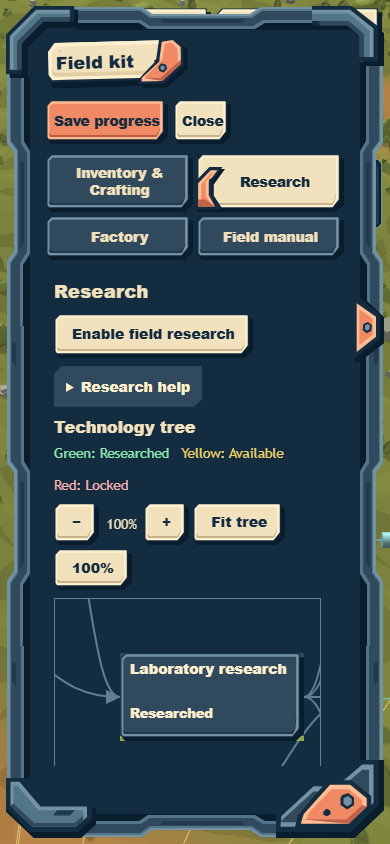 Field kit
Save progress
Close
Inventory &
Crafting
Research
Factory
Field manual
Research
Enable field research
Research help
Technology tree
Green: Researched Yellow: Available
Red: Locked
− 100% + Fit tree
100%
Laboratory research
Researched